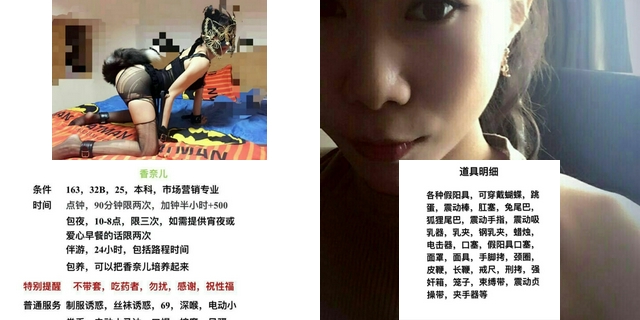 MAN
BATMAN
香奈儿
条件 163，32B，25，本科，市场营销专业
时间 点钟，90分钟限两次，加钟半小时+500
包夜，10-8点，限三次，如需提供宵夜或
爱心早餐的话限两次
伴游，24小时，包括路程时间
包养，可以把香奈儿培养起来
特别提醒 不带套，吃药者，勿扰，感谢，祝性福
普通服务 制服诱惑，丝袜诱惑，69，深喉，电动小
道具明细
各种假阳具，可穿戴蝴蝶，跳
蛋，震动棒，肛塞，兔尾巴，
狐狸尾巴，震动手指，震动吸
乳器，乳夹，钢乳夹，蜡烛，
电击器，口塞，假阳具口塞，
面罩，面具，手脚拷，颈圈，
皮鞭，长鞭，戒尺，刑拷，强
奸箱，笼子，束缚带，震动贞
操带，夹手器等